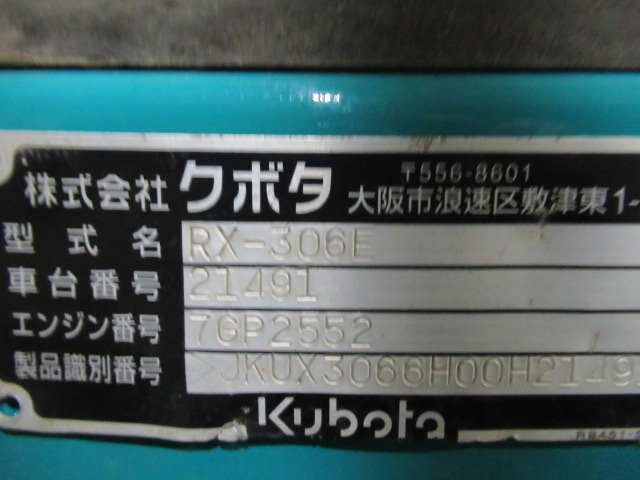 株式会社クボタ 〒556-8601
大阪市浪速区敷津東1-
型式名 RX-306E
車台番号 21491
エンジン番号 7GP2552
製品識別番号 JKUX3066H00H2149
Kubota
RB451-